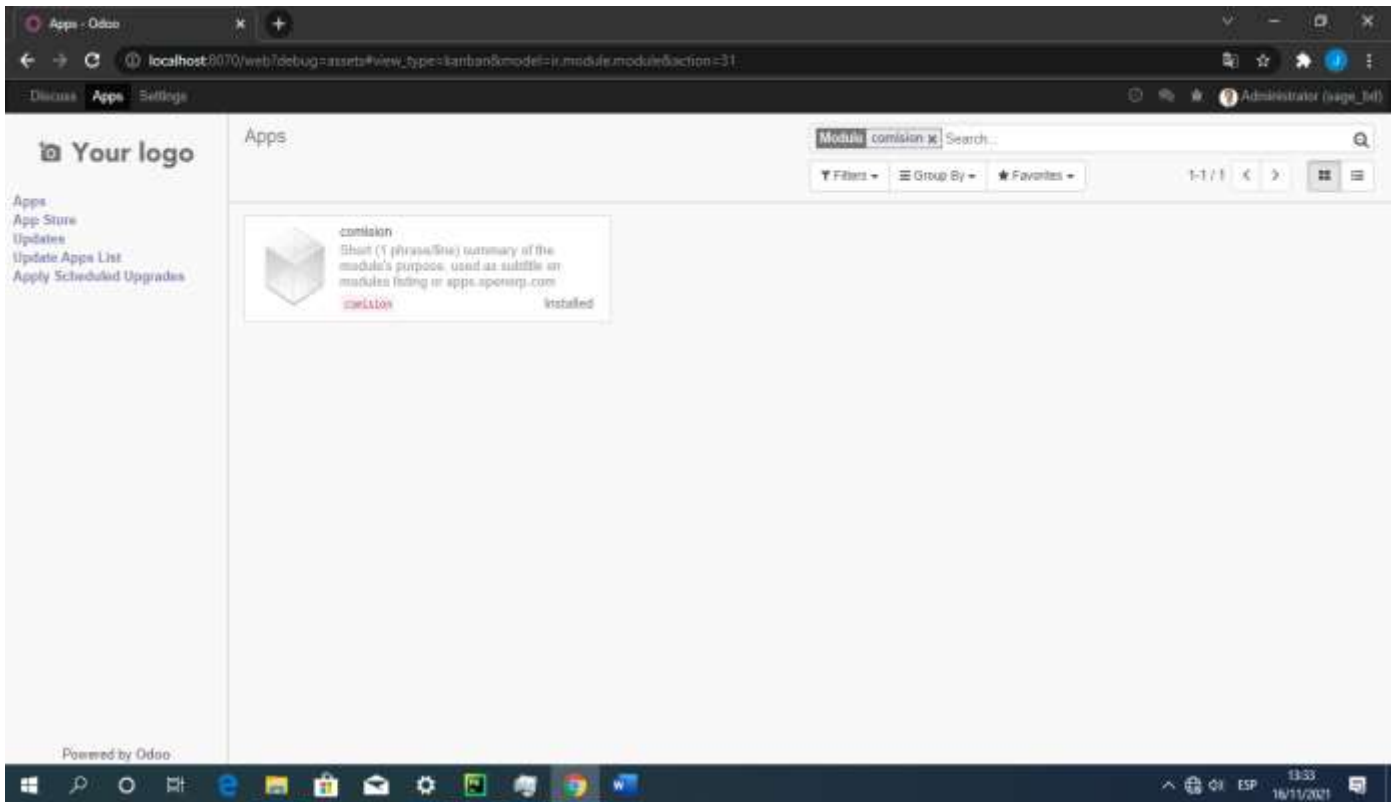 Apps - Odoo
localhost:8070/web?debug=assets#view_type=kanban&model=ir.module.module&action=31
Discuss Apps Settings
Administrator (sage_bd)
Your logo
Apps
App Store
Updates
Update Apps List
Apply Scheduled Upgrades
Apps
Module comision x Search...
Filters Group By Favorites
1-1 / 1
comision
Short (1 phrase/line) summary of the
module's purpose, used as subtitle on
modules listing or apps.openerp.com
comision Installed
Powered by Odoo
ESP
13:33
16/11/2021